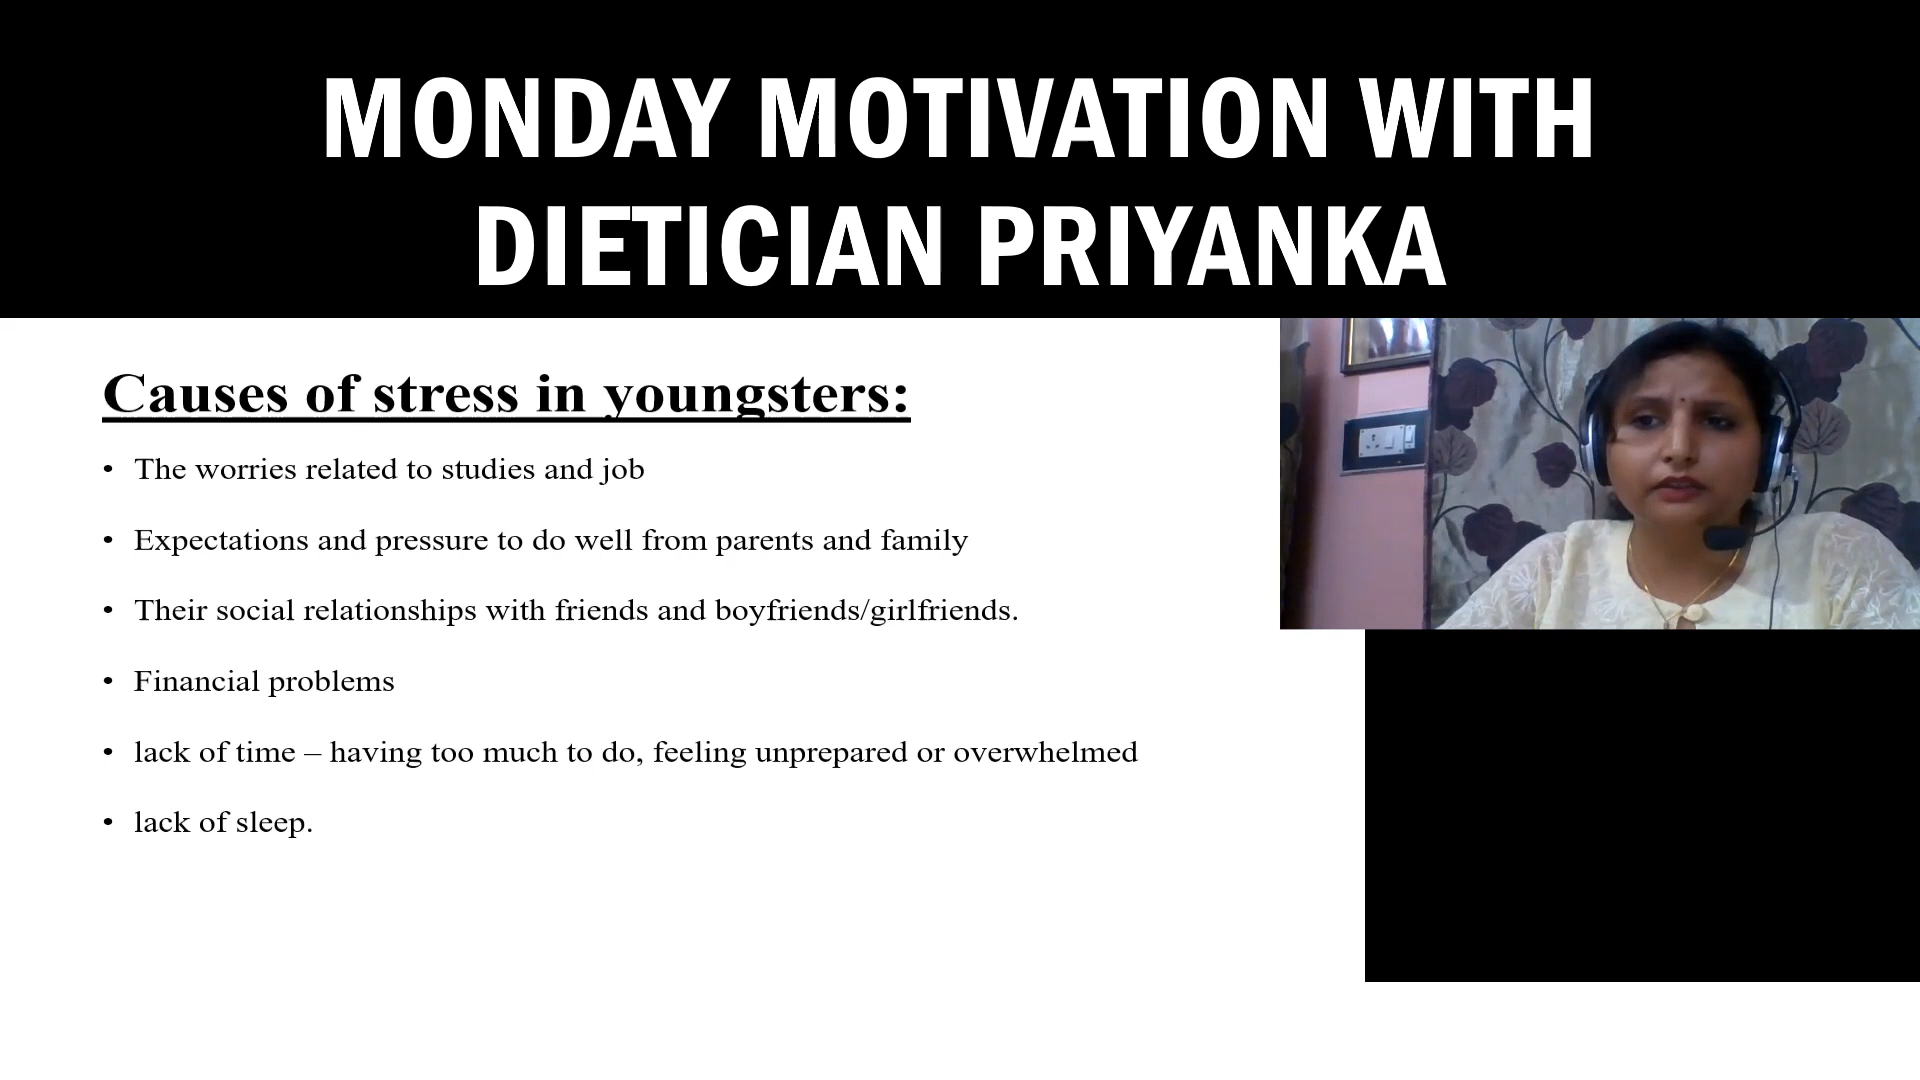 MONDAY MOTIVATION WITH
DIETICIAN PRIYANKA
Causes of stress in youngsters:
• The worries related to studies and job
• Expectations and pressure to do well from parents and family
• Their social relationships with friends and boyfriends/girlfriends.
• Financial problems
• lack of time – having too much to do, feeling unprepared or overwhelmed
• lack of sleep.